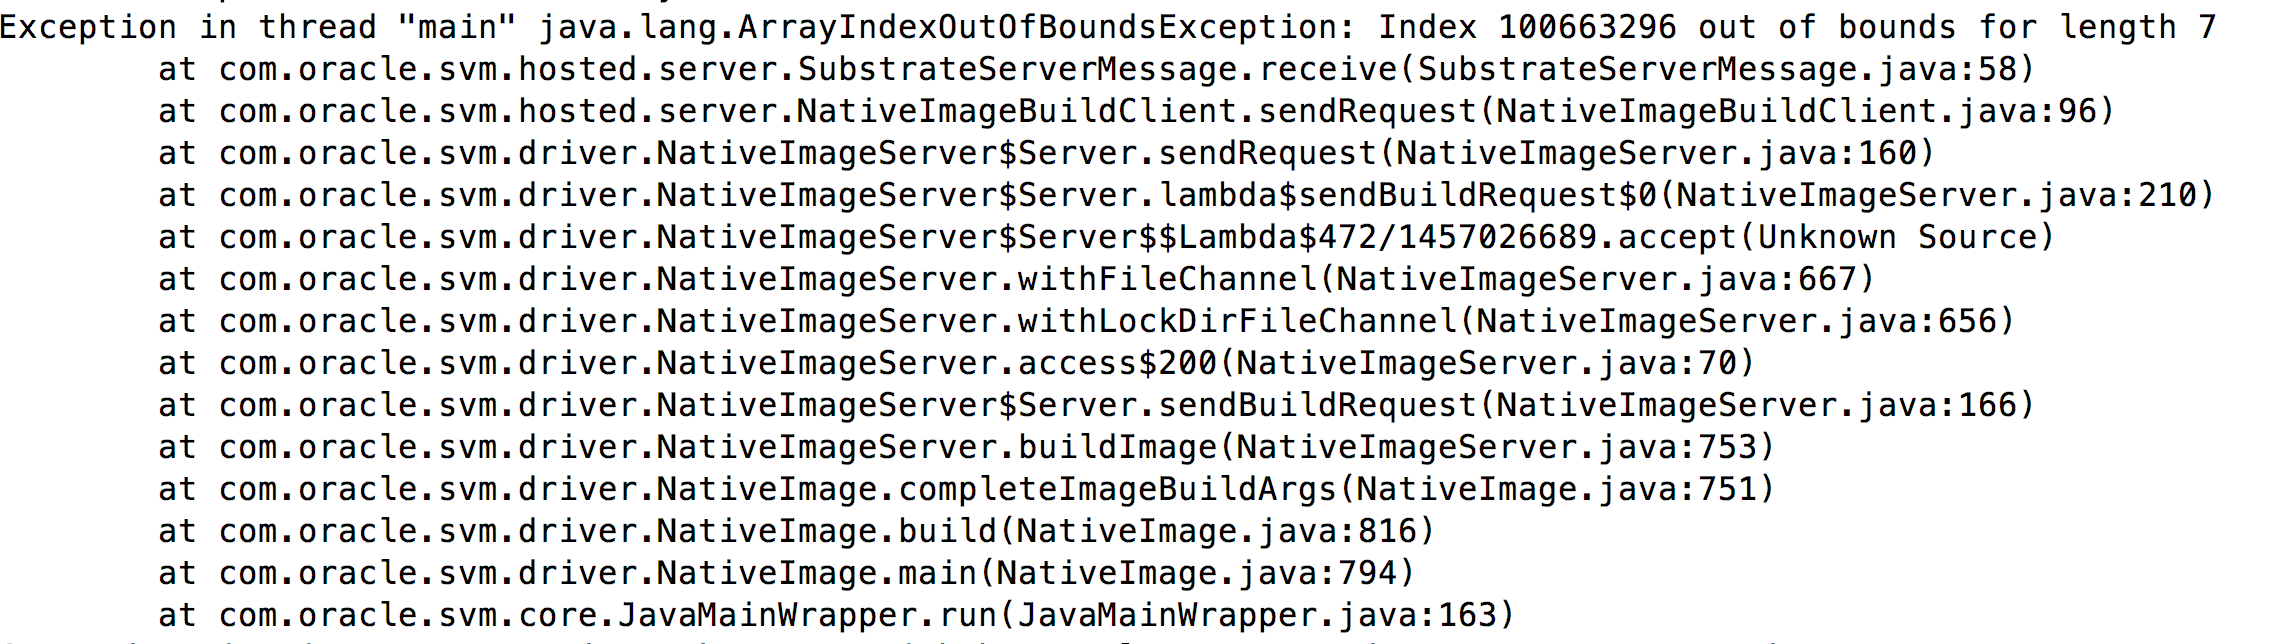 Exception in thread "main" java.lang.ArrayIndexOutOfBoundsException: Index 100663296 out of bounds for length 7
at com.oracle.svm.hosted.server.SubstrateServerMessage.receive(SubstrateServerMessage.java:58)
at com.oracle.svm.hosted.server.NativeImageBuildClient.sendRequest(NativeImageBuildClient.java:96)
at com.oracle.svm.driver.NativeImageServer$Server.sendRequest(NativeImageServer.java:160)
at com.oracle.svm.driver.NativeImageServer$Server.lambda$sendBuildRequest$0(NativeImageServer.java:210)
at com.oracle.svm.driver.NativeImageServer$Server$$Lambda$472/1457026689.accept(Unknown Source)
at com.oracle.svm.driver.NativeImageServer.withFileChannel(NativeImageServer.java:667)
at com.oracle.svm.driver.NativeImageServer.withLockDirFileChannel(NativeImageServer.java:656)
at com.oracle.svm.driver.NativeImageServer.access$200(NativeImageServer.java:70)
at com.oracle.svm.driver.NativeImageServer$Server.sendBuildRequest(NativeImageServer.java:166)
at com.oracle.svm.driver.NativeImageServer.buildImage(NativeImageServer.java:753)
at com.oracle.svm.driver.NativeImage.completeImageBuildArgs(NativeImage.java:751)
at com.oracle.svm.driver.NativeImage.build(NativeImage.java:816)
at com.oracle.svm.driver.NativeImage.main(NativeImage.java:794)
at com.oracle.svm.core.JavaMainWrapper.run(JavaMainWrapper.java:163)